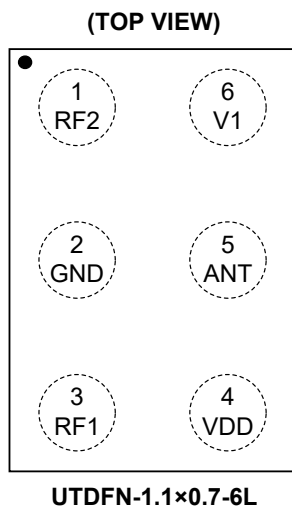 (TOP VIEW)
1
RF2
6
V1
2
GND
5
ANT
3
RF1
4
VDD
UTDFN-1.1×0.7-6L